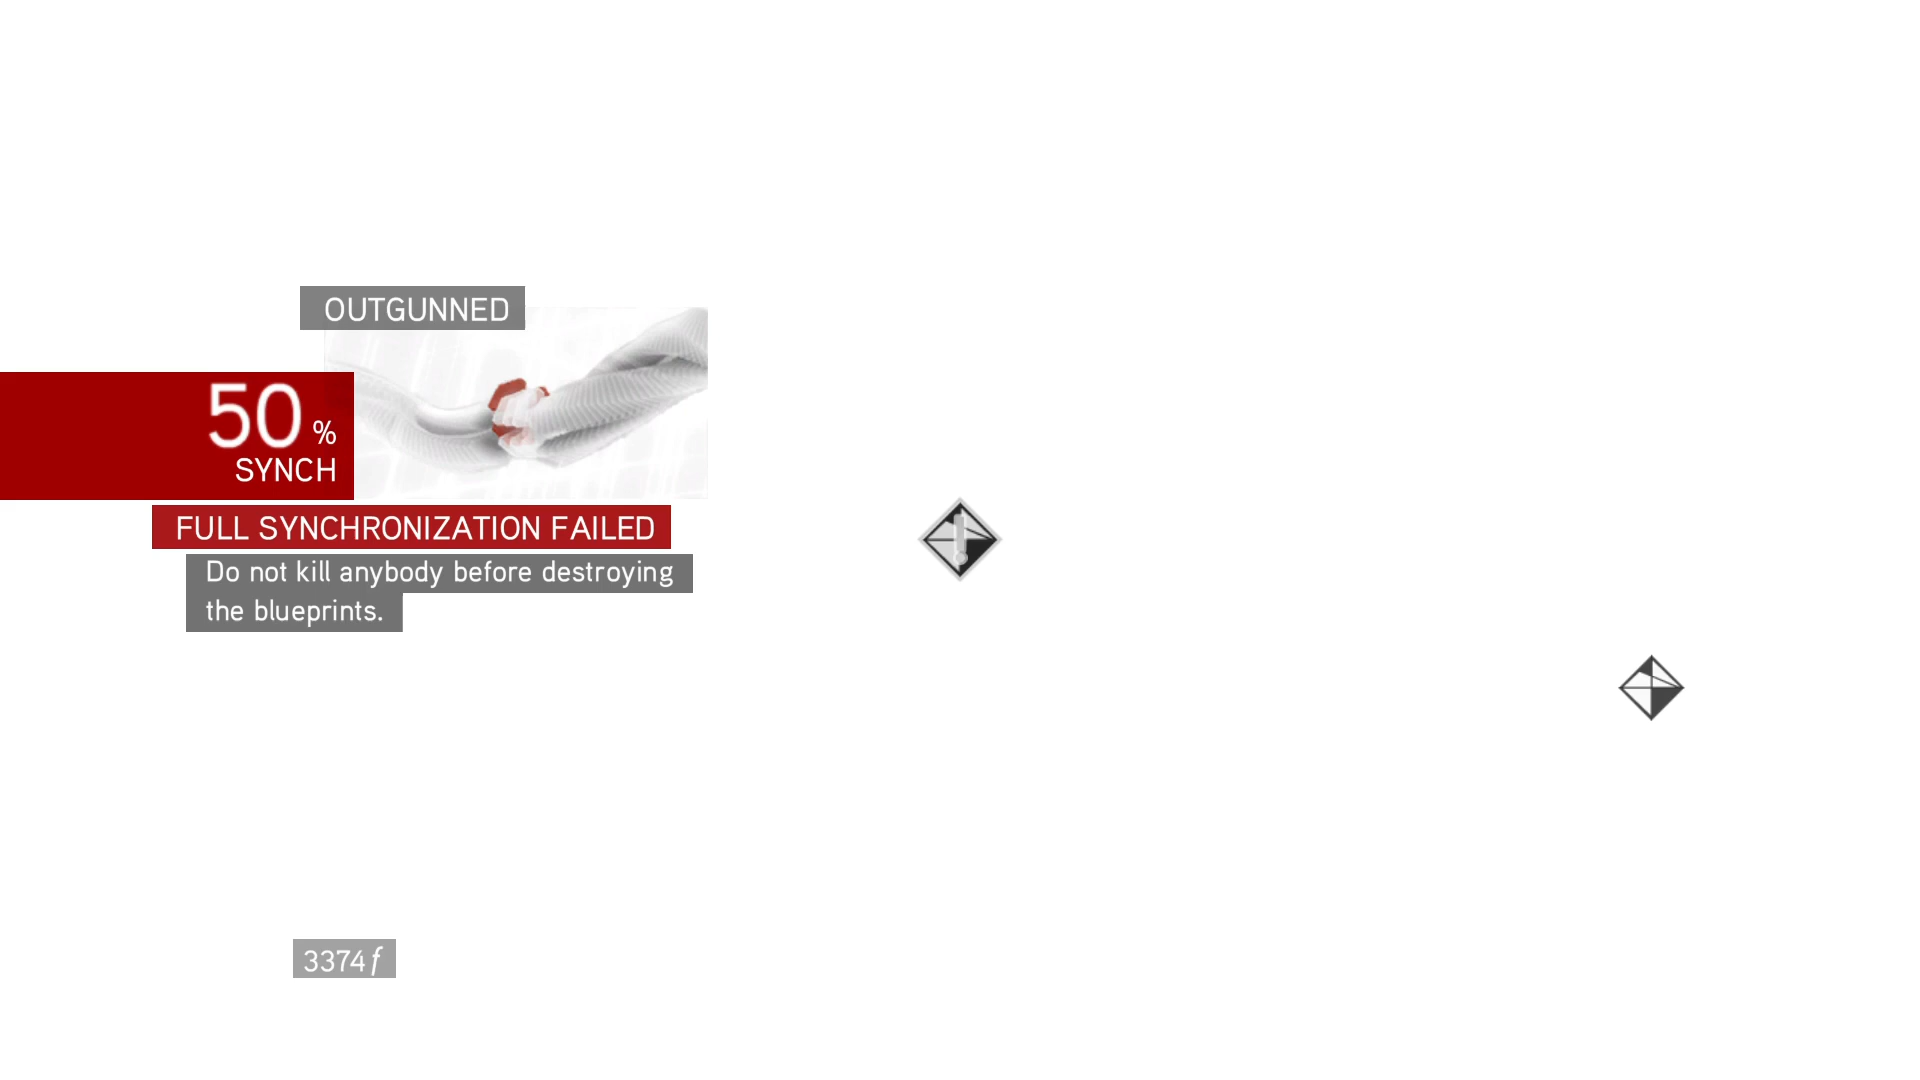 OUTGUNNED
50 %
SYNCH
FULL SYNCHRONIZATION FAILED
Do not kill anybody before destroying
the blueprints.
3374 ƒ